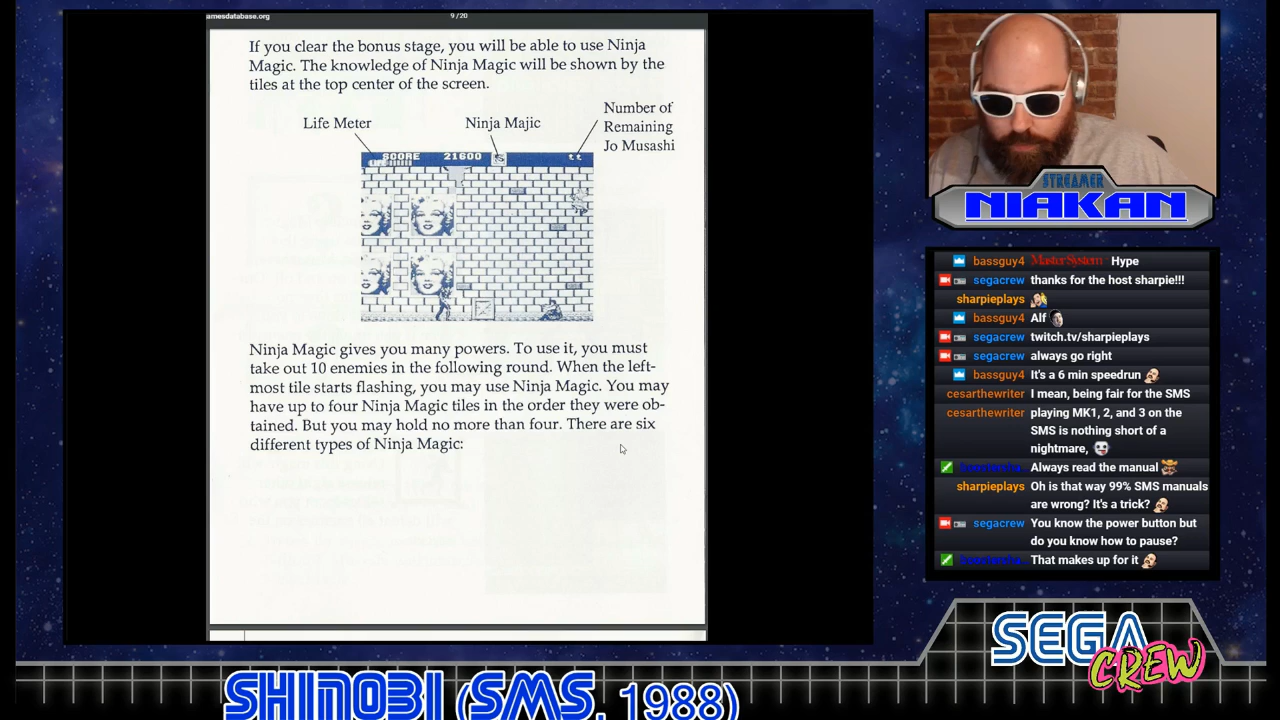 amesdatabase.org
9 / 20
If you clear the bonus stage, you will be able to use Ninja
Magic. The knowledge of Ninja Magic will be shown by the
tiles at the top center of the screen.
Life Meter
Ninja Majic
Number of
Remaining
Jo Musashi
SCORE 21600
Ninja Magic gives you many powers. To use it, you must
take out 10 enemies in the following round. When the left-
most tile starts flashing, you may use Ninja Magic. You may
have up to four Ninja Magic tiles in the order they were ob-
tained. But you may hold no more than four. There are six
different types of Ninja Magic:
STREAMER
NIAKAN
bassguy4 MasterSystem Hype
segacrew thanks for the host sharpie!!!
sharpieplays
bassguy4 Alf
segacrew twitch.tv/sharpieplays
segacrew always go right
bassguy4 It's a 6 min speedrun
cesarthewriter I mean, being fair for the SMS
cesarthewriter playing MK1, 2, and 3 on the
SMS is nothing short of a
nightmare,
Always read the manual
sharpieplays Oh is that way 99% SMS manuals
are wrong? It's a trick?
segacrew You know the power button but
do you know how to pause?
That makes up for it
SEGA
CREW
SHINOBI (SMS, 1988)